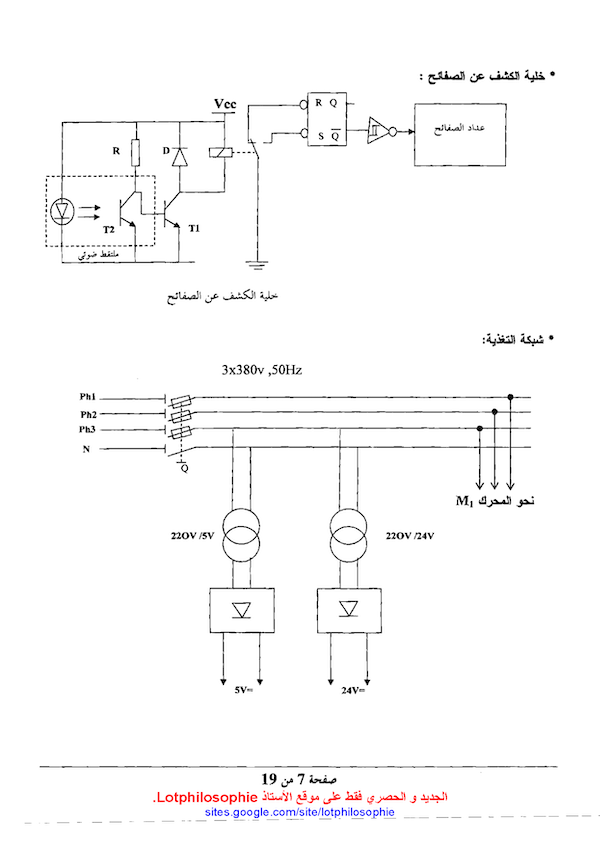 • خلية الكشف عن الصفائح :
Vcc
R
D
R Q
S Q̅
عداد الصفائح
T2
T1
ملتقط ضوئي
خلية الكشف عن الصفائح
• شبكة التغذية:
3x380v ,50Hz
Ph1
Ph2
Ph3
N
Q
نحو المحرك M1
22OV /5V
22OV /24V
5V=
24V=
صفحة 7 من 19
الجديد و الحصري فقط على موقع الأستاذ Lotphilosophie.
sites.google.com/site/lotphilosophie